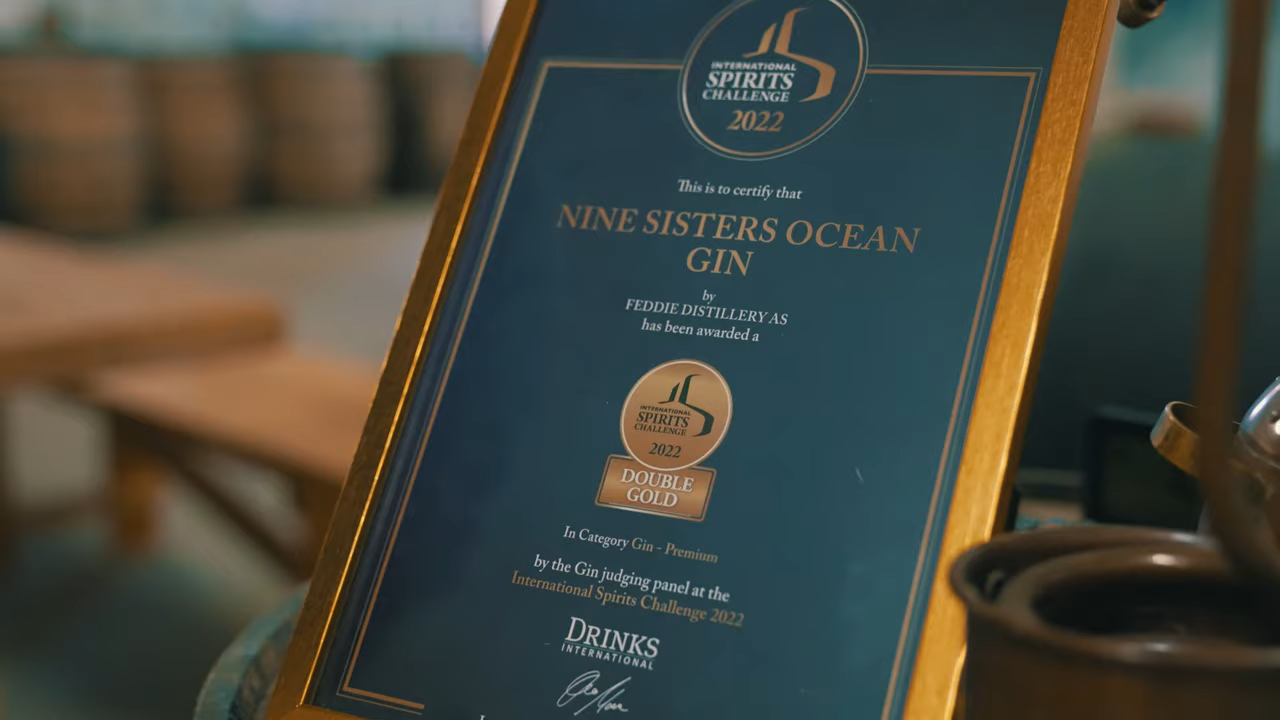 INTERNATIONAL
SPIRITS
CHALLENGE
2022
This is to certify that
NINE SISTERS OCEAN
GIN
by
FEDDIE DISTILLERY AS
has been awarded a
INTERNATIONAL
SPIRITS
CHALLENGE
2022
DOUBLE
GOLD
In Category Gin - Premium
by the Gin judging panel at the
International Spirits Challenge 2022
DRINKS
INTERNATIONAL